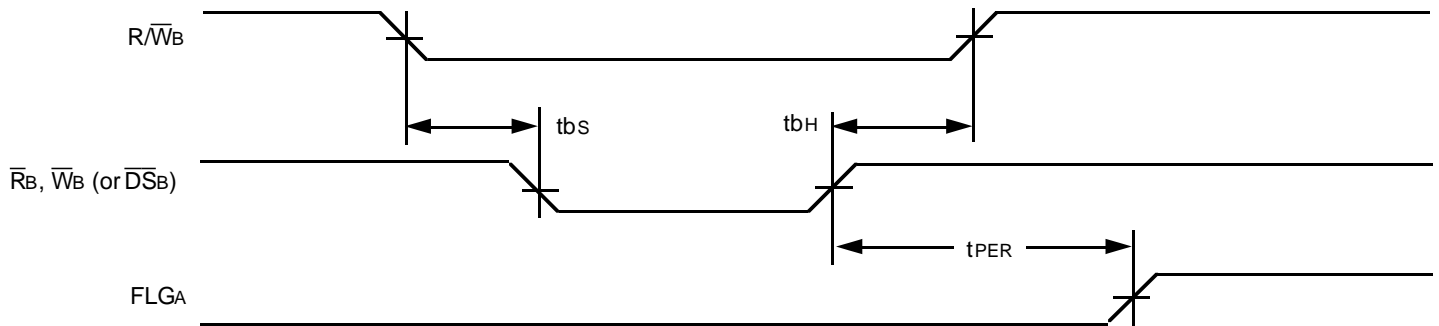 R/W̅B
tbS
tbH
R̅B, W̅B (or D̅S̅B)
tPER
FLGA